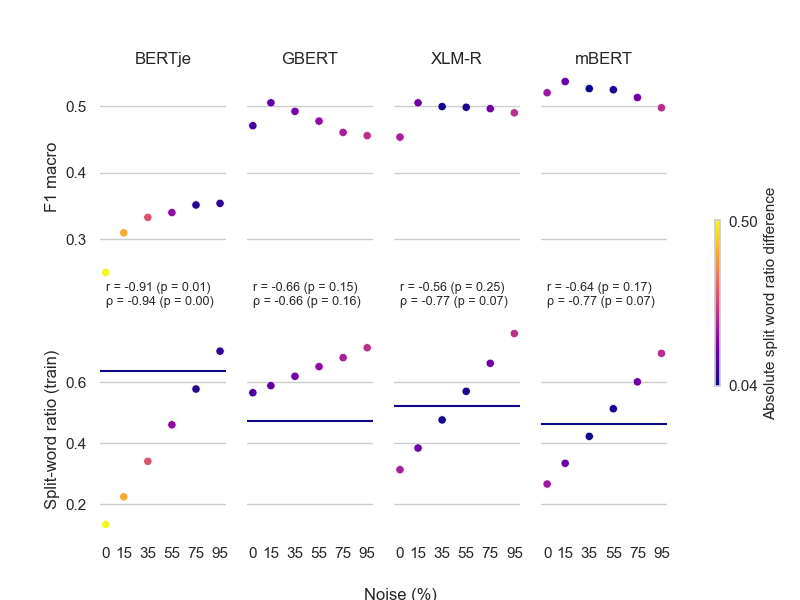 BERTje GBERT XLM-R mBERT
F1 macro
0.5
0.4
0.3
r = -0.91 (p = 0.01)
ρ = -0.94 (p = 0.00)
r = -0.66 (p = 0.15)
ρ = -0.66 (p = 0.16)
r = -0.56 (p = 0.25)
ρ = -0.77 (p = 0.07)
r = -0.64 (p = 0.17)
ρ = -0.77 (p = 0.07)
Split-word ratio (train)
0.6
0.4
0.2
0 15 35 55 75 95
0 15 35 55 75 95
0 15 35 55 75 95
0 15 35 55 75 95
Noise (%)
0.50
0.04
Absolute split word ratio difference